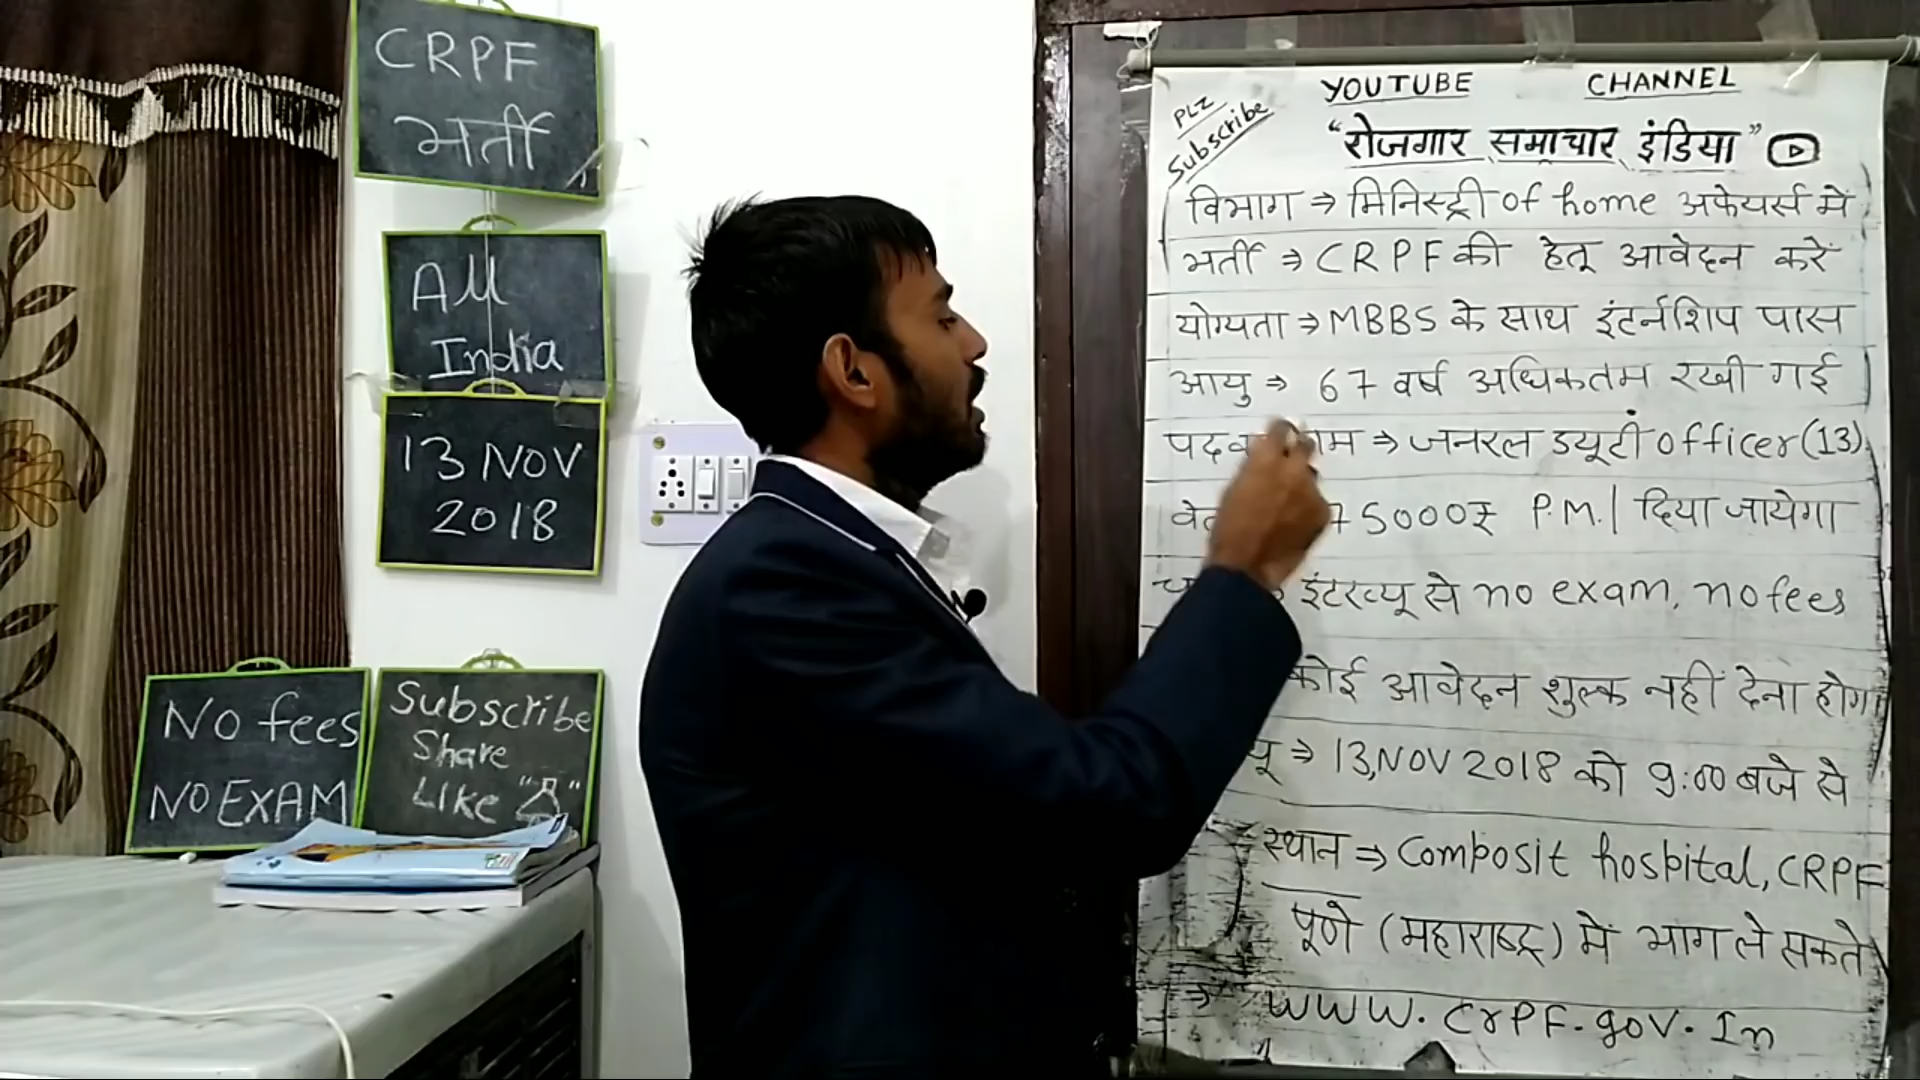 CRPF
भर्ती
All
India
13 NOV
2018
No fees
NO EXAM
Subscribe
Share
Like
PLZ
Subscribe
YOUTUBE CHANNEL
"रोजगार समाचार इंडिया"
विभाग ⇒ मिनिस्ट्री of home अफेयर्स में
भर्ती ⇒ CRPF की हेतू आवेदन करें
योग्यता ⇒ MBBS के साथ इंटर्नशिप पास
आयु ⇒ 67 वर्ष अधिकतम रखी गई
पद ⇒ जनरल डयूटी officer (13)
75000₹ P.M. | दिया जायेगा
इंटरव्यू से no exam, no fees
कोई आवेदन शुल्क नहीं देना होगा
⇒ 13, NOV 2018 को 9:00 बजे से
स्थान ⇒ Composit hospital, CRPF
पूणे (महाराष्ट्र) में भाग ले सकते
⇒ www.CrPF.gov.In